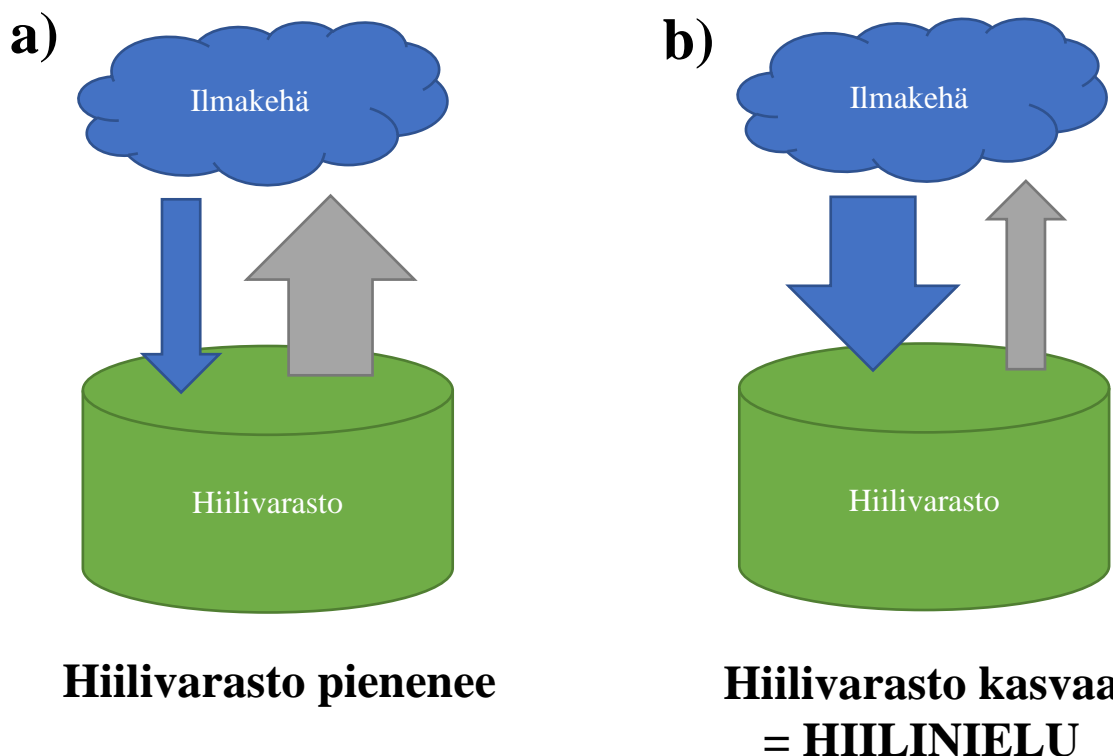 a)
Ilmakehä
Hiilivarasto
Hiilivarasto pienenee
b)
Ilmakehä
Hiilivarasto
Hiilivarasto kasvaa
= HIILINIELU